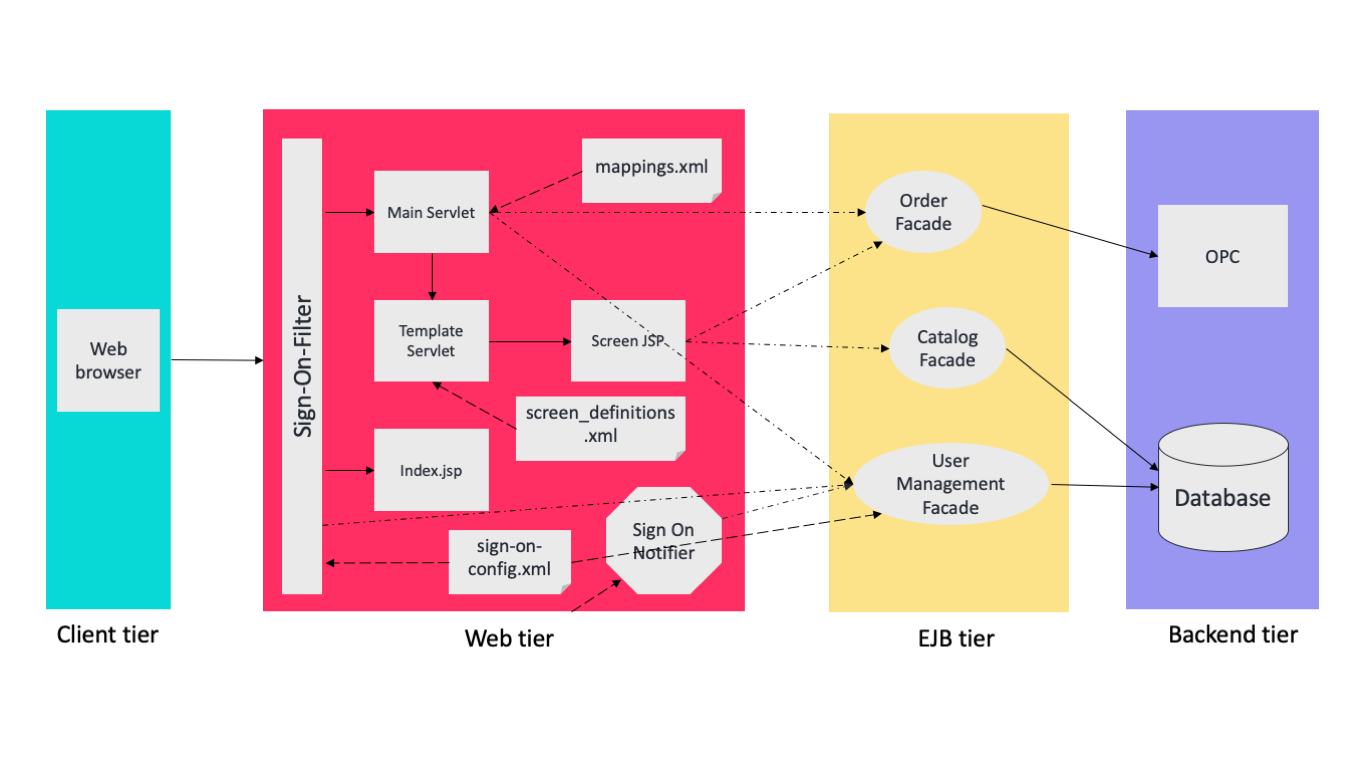 mappings.xml
Main Servlet
Order
Facade
OPC
Sign-On-Filter
Web
browser
Template
Servlet
Screen JSP
Catalog
Facade
screen_definitions
.xml
Index.jsp
User
Management
Facade
Database
sign-on-
config.xml
Sign On
Notifier
Client tier
Web tier
EJB tier
Backend tier